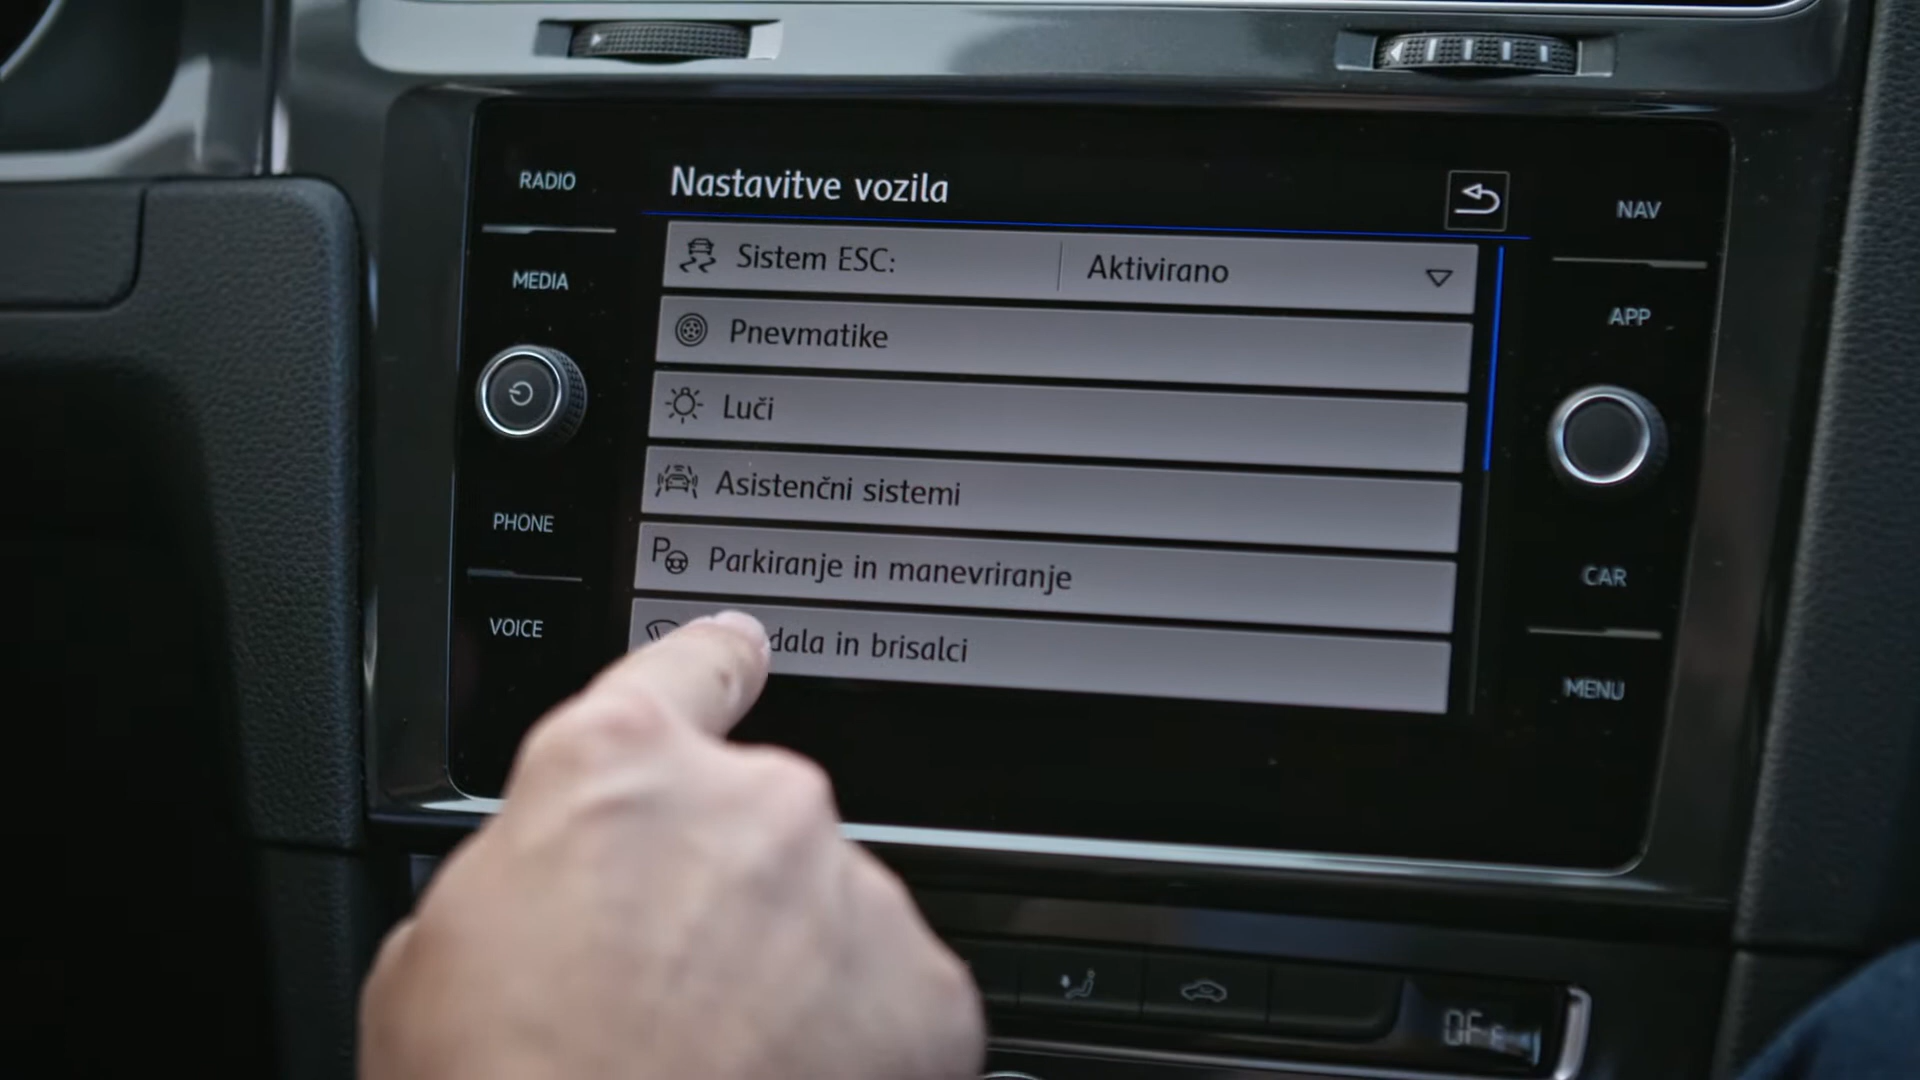 RADIO
MEDIA
PHONE
VOICE
Nastavitve vozila
Sistem ESC: Aktivirano
Pnevmatike
Luči
Asistenčni sistemi
Parkiranje in manevriranje
in brisalci
NAV
APP
CAR
MENU